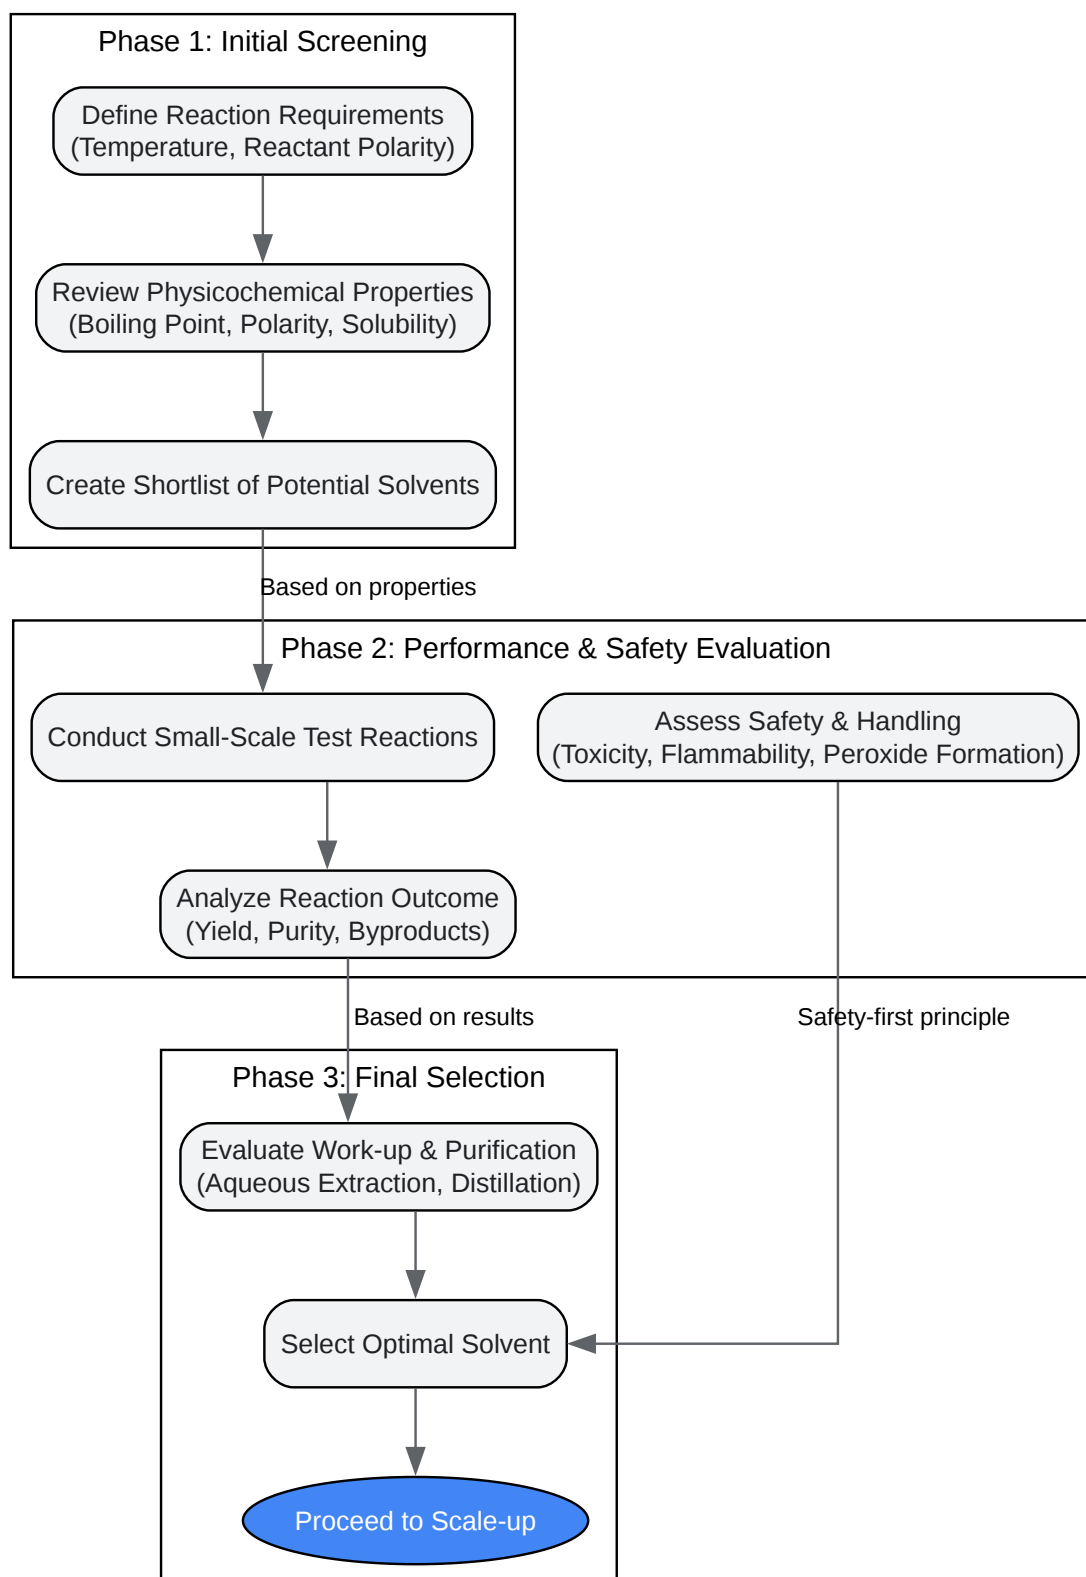 Phase 1: Initial Screening
Define Reaction Requirements
(Temperature, Reactant Polarity)
Review Physicochemical Properties
(Boiling Point, Polarity, Solubility)
Create Shortlist of Potential Solvents
Based on properties
Phase 2: Performance & Safety Evaluation
Conduct Small-Scale Test Reactions
Assess Safety & Handling
(Toxicity, Flammability, Peroxide Formation)
Analyze Reaction Outcome
(Yield, Purity, Byproducts)
Based on results
Safety-first principle
Phase 3: Final Selection
Evaluate Work-up & Purification
(Aqueous Extraction, Distillation)
Select Optimal Solvent
Proceed to Scale-up